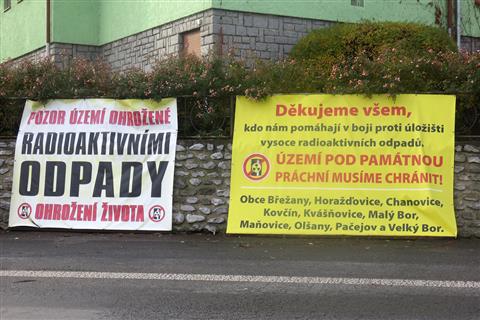 POZOR ÚZEMÍ OHROŽENÉ
RADIOAKTIVNÍMI
ODPADY
OHROŽENÍ ŽIVOTA
Děkujeme všem,
kdo nám pomáhají v boji proti úložišti
vysoce radioaktivních odpadů.
ÚZEMÍ POD PAMÁTNOU
PRÁCHNÍ MUSÍME CHRÁNIT!
Obce Břežany, Horažďovice, Chanovice,
Kovčín, Kvášňovice, Malý Bor,
Maňovice, Olšany, Pačejov a Velký Bor.